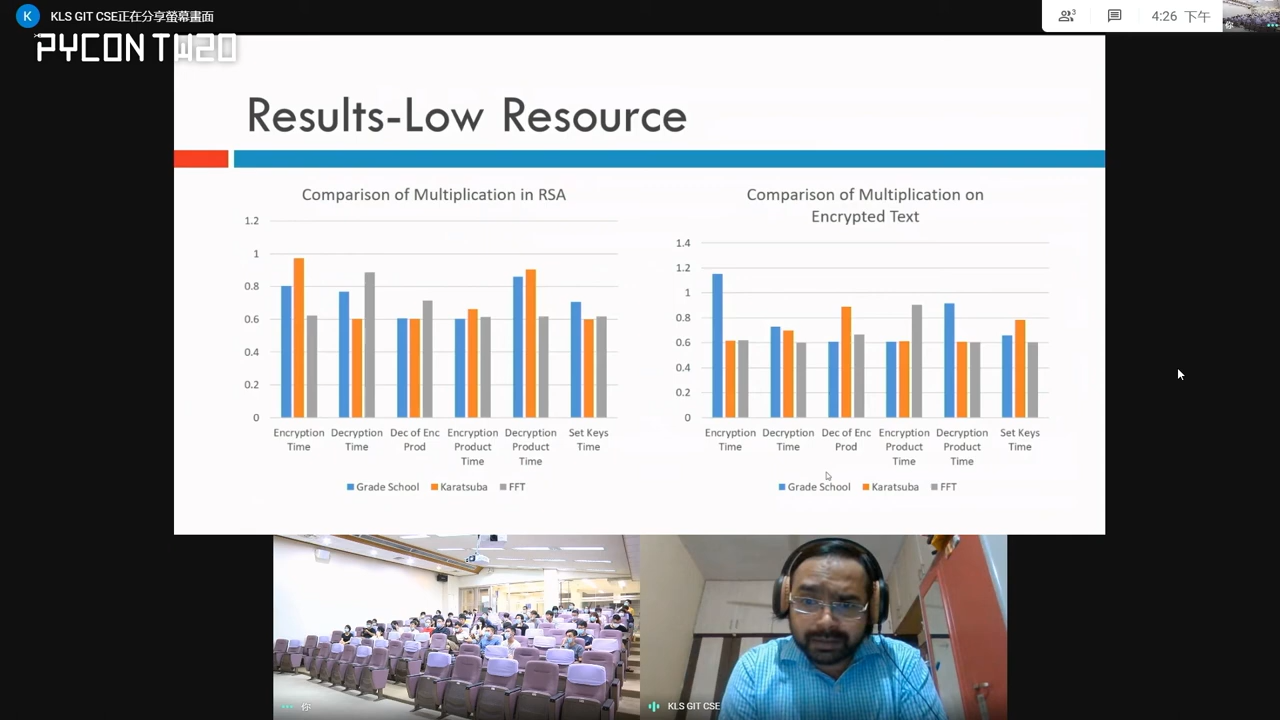 K KLS GIT CSE正在分享螢幕畫面
3
4:26 下午
你
PYCON TW20
Results-Low Resource
Comparison of Multiplication in RSA
1.2
1
0.8
0.6
0.4
0.2
0
Encryption Time
Decryption Time
Dec of Enc Prod
Encryption Product Time
Decryption Product Time
Set Keys Time
Grade School Karatsuba FFT
Comparison of Multiplication on
Encrypted Text
1.4
1.2
1
0.8
0.6
0.4
0.2
0
Encryption Time
Decryption Time
Dec of Enc Prod
Encryption Product Time
Decryption Product Time
Set Keys Time
Grade School Karatsuba FFT
你
KLS GIT CSE